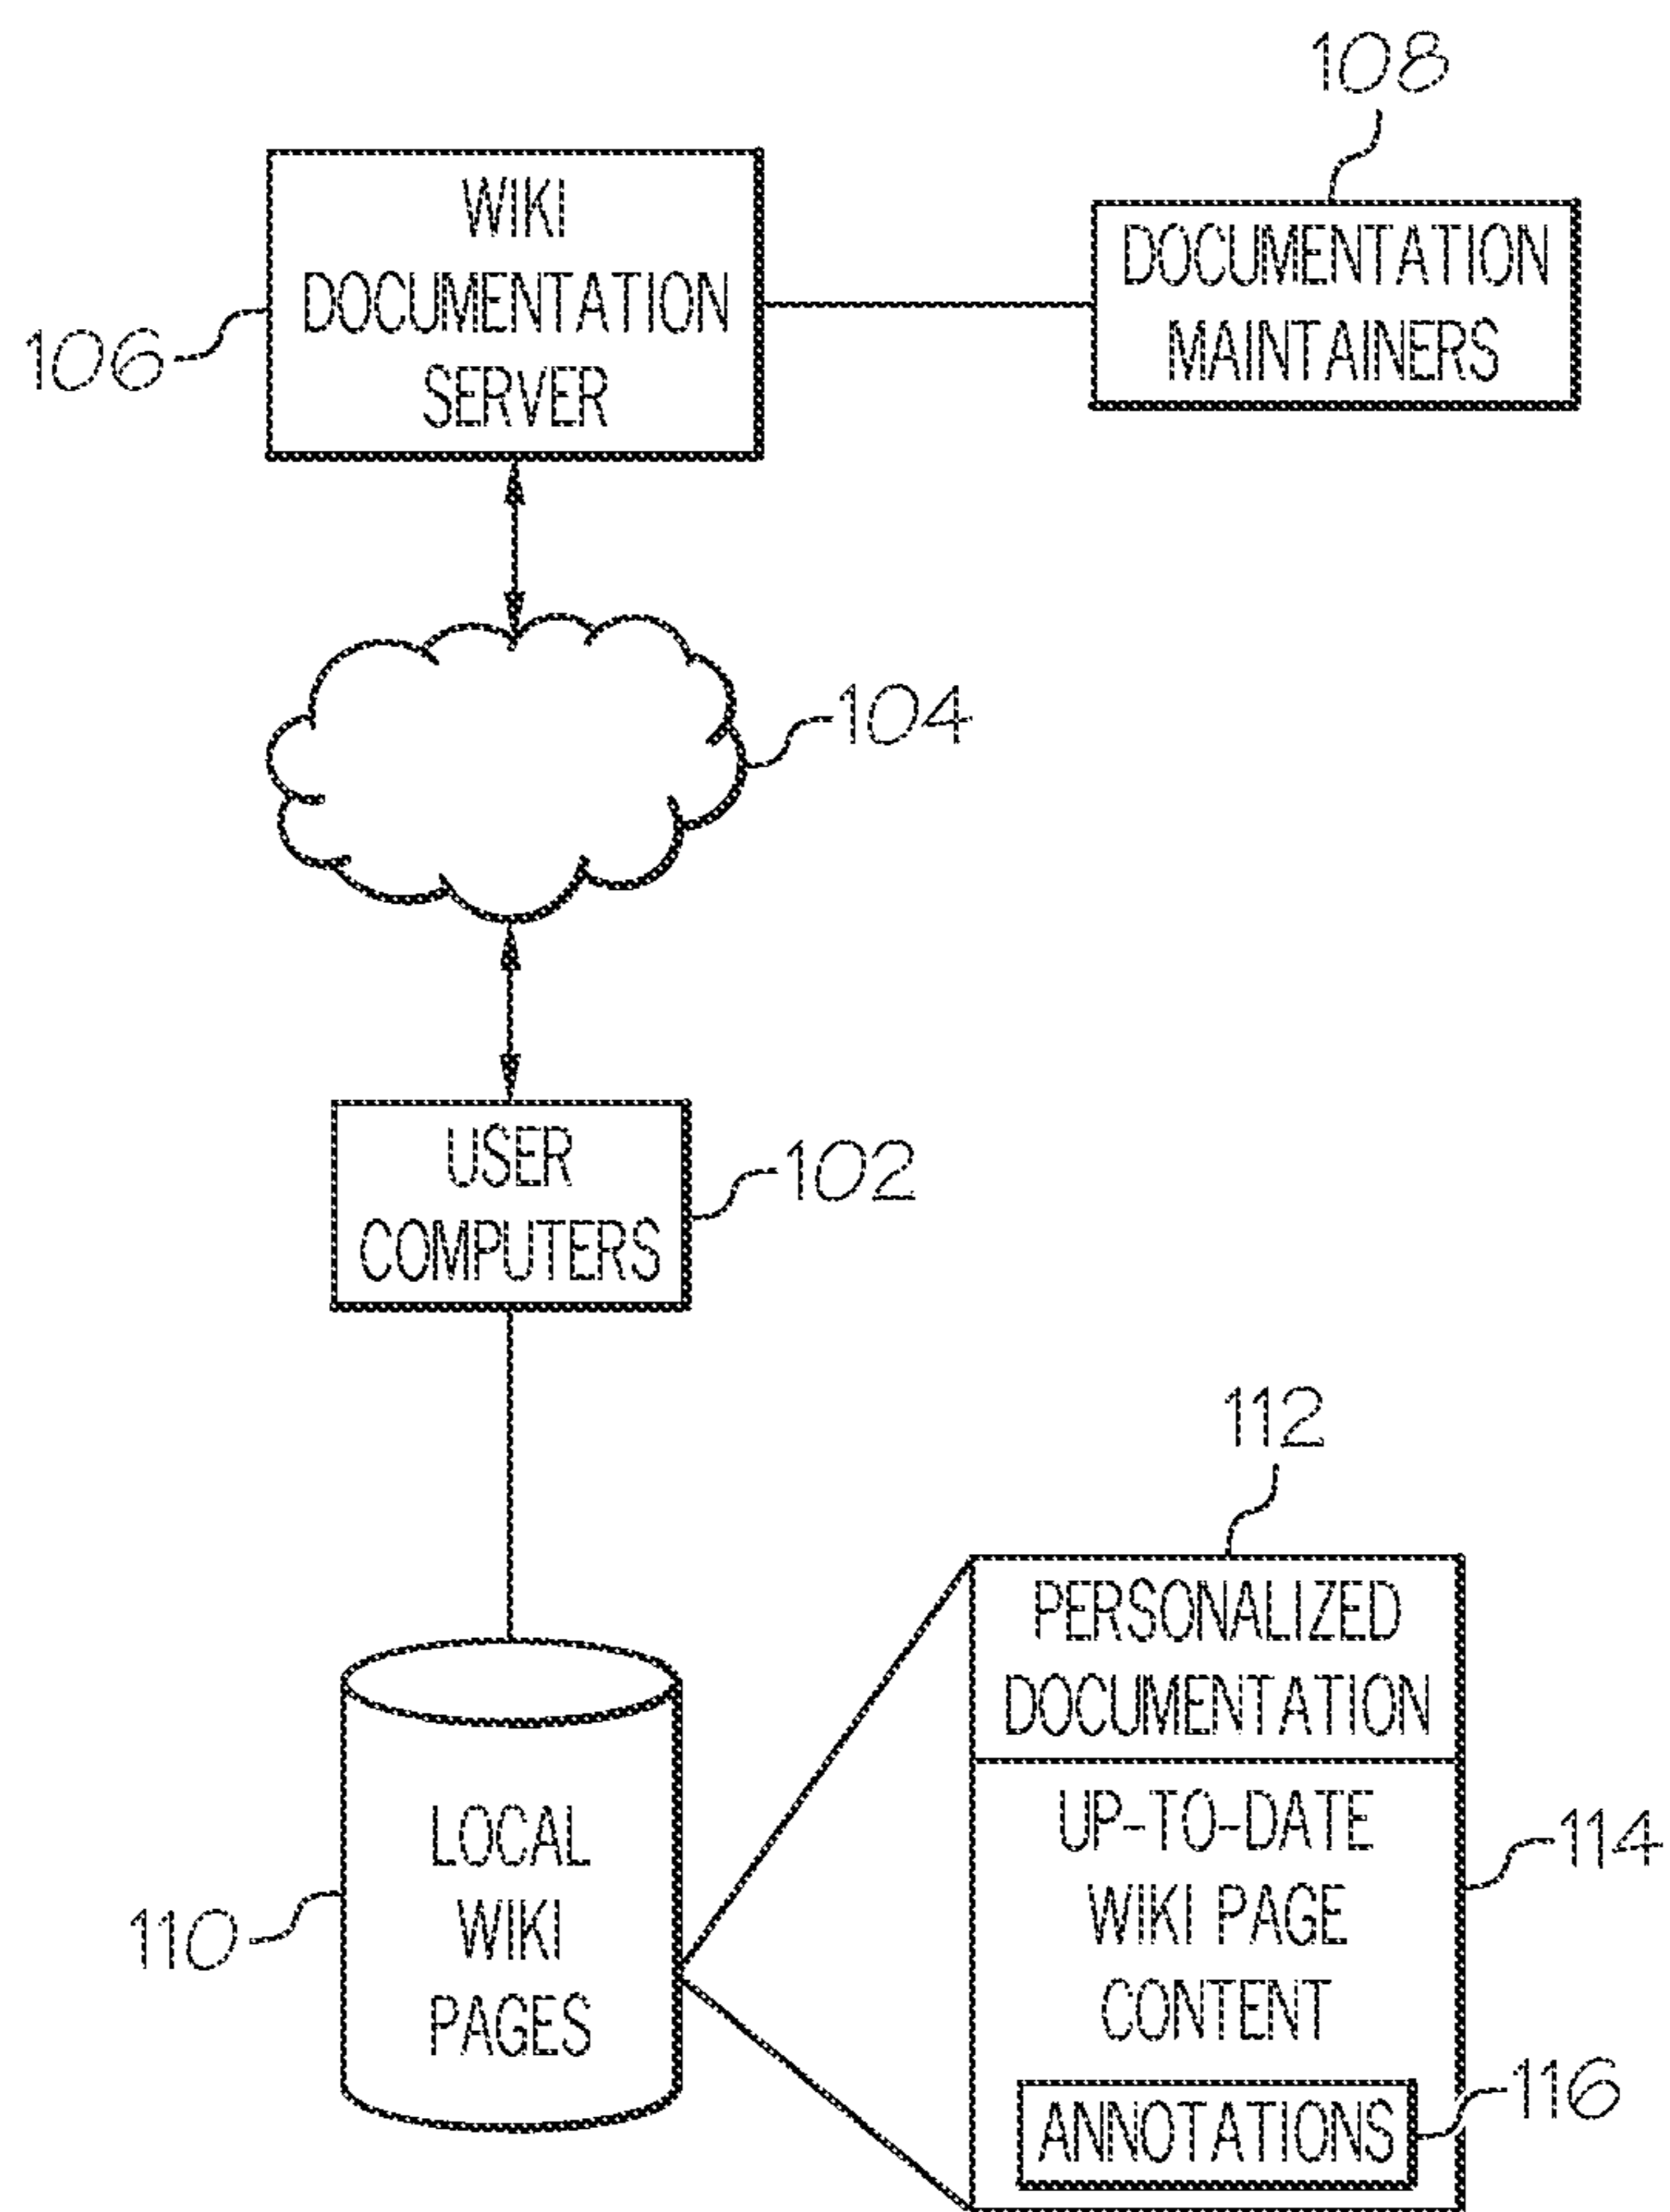 108
WIKI
DOCUMENTATION
SERVER
DOCUMENTATION
MAINTAINERS
106
104
USER
COMPUTERS
102
112
PERSONALIZED
DOCUMENTATION
UP-TO-DATE
WIKI PAGE
CONTENT
114
LOCAL
WIKI
PAGES
110
ANNOTATIONS
116